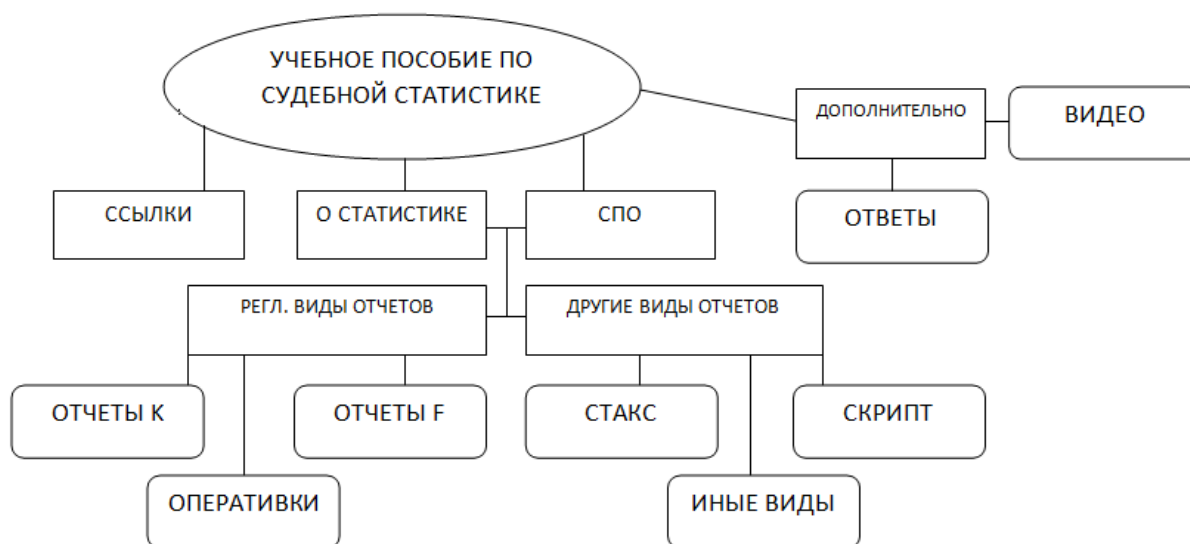 УЧЕБНОЕ ПОСОБИЕ ПО
СУДЕБНОЙ СТАТИСТИКЕ
ДОПОЛНИТЕЛЬНО
ВИДЕО
ССЫЛКИ
О СТАТИСТИКЕ
СПО
ОТВЕТЫ
РЕГЛ. ВИДЫ ОТЧЕТОВ
ДРУГИЕ ВИДЫ ОТЧЕТОВ
ОТЧЕТЫ K
ОТЧЕТЫ F
СТАКС
СКРИПТ
ОПЕРАТИВКИ
ИНЫЕ ВИДЫ